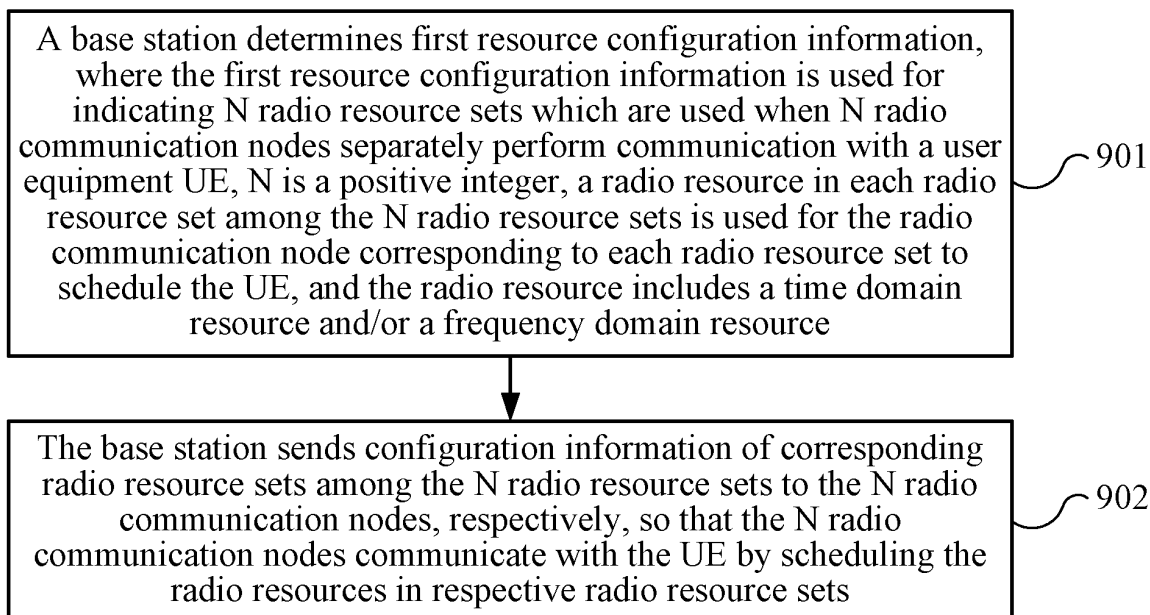 A base station determines first resource configuration information,
where the first resource configuration information is used for
indicating N radio resource sets which are used when N radio
communication nodes separately perform communication with a user
equipment UE, N is a positive integer, a radio resource in each radio
resource set among the N radio resource sets is used for the radio
communication node corresponding to each radio resource set to
schedule the UE, and the radio resource includes a time domain
resource and/or a frequency domain resource
901
The base station sends configuration information of corresponding
radio resource sets among the N radio resource sets to the N radio
communication nodes, respectively, so that the N radio
communication nodes communicate with the UE by scheduling the
radio resources in respective radio resource sets
902